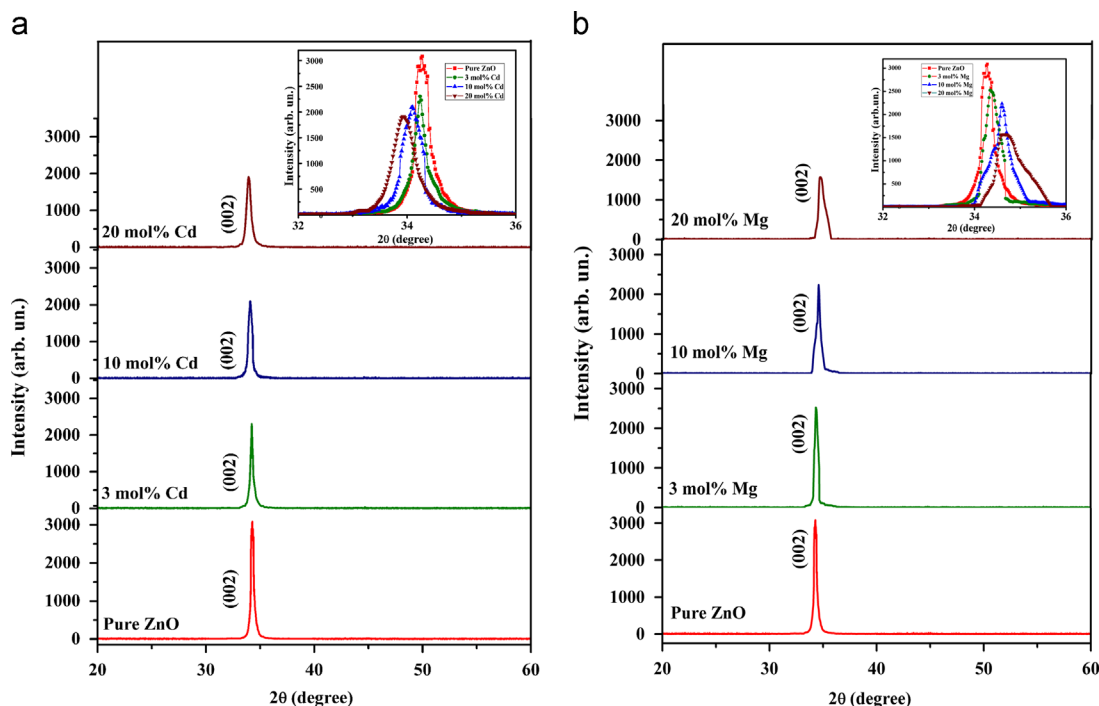 a
Intensity (arb. un.)
3000
2000
1000
0
20 mol% Cd
(002)
3000
2000
1000
0
10 mol% Cd
(002)
3000
2000
1000
0
3 mol% Cd
(002)
3000
2000
1000
0
Pure ZnO
(002)
20 30 40 50 60
2θ (degree)
Intensity (arb. un.)
3000
2500
2000
1500
1000
500
Pure ZnO
3 mol% Cd
10 mol% Cd
20 mol% Cd
32 34 36
2θ (degree)
b
Intensity (arb. un.)
3000
2000
1000
0
20 mol% Mg
(002)
3000
2000
1000
0
10 mol% Mg
(002)
3000
2000
1000
0
3 mol% Mg
(002)
3000
2000
1000
0
Pure ZnO
(002)
20 30 40 50 60
2θ (degree)
Intensity (arb.un.)
3000
2500
2000
1500
1000
500
Pure ZnO
3 mol% Mg
10 mol% Mg
20 mol% Mg
32 34 36
2θ (degree)